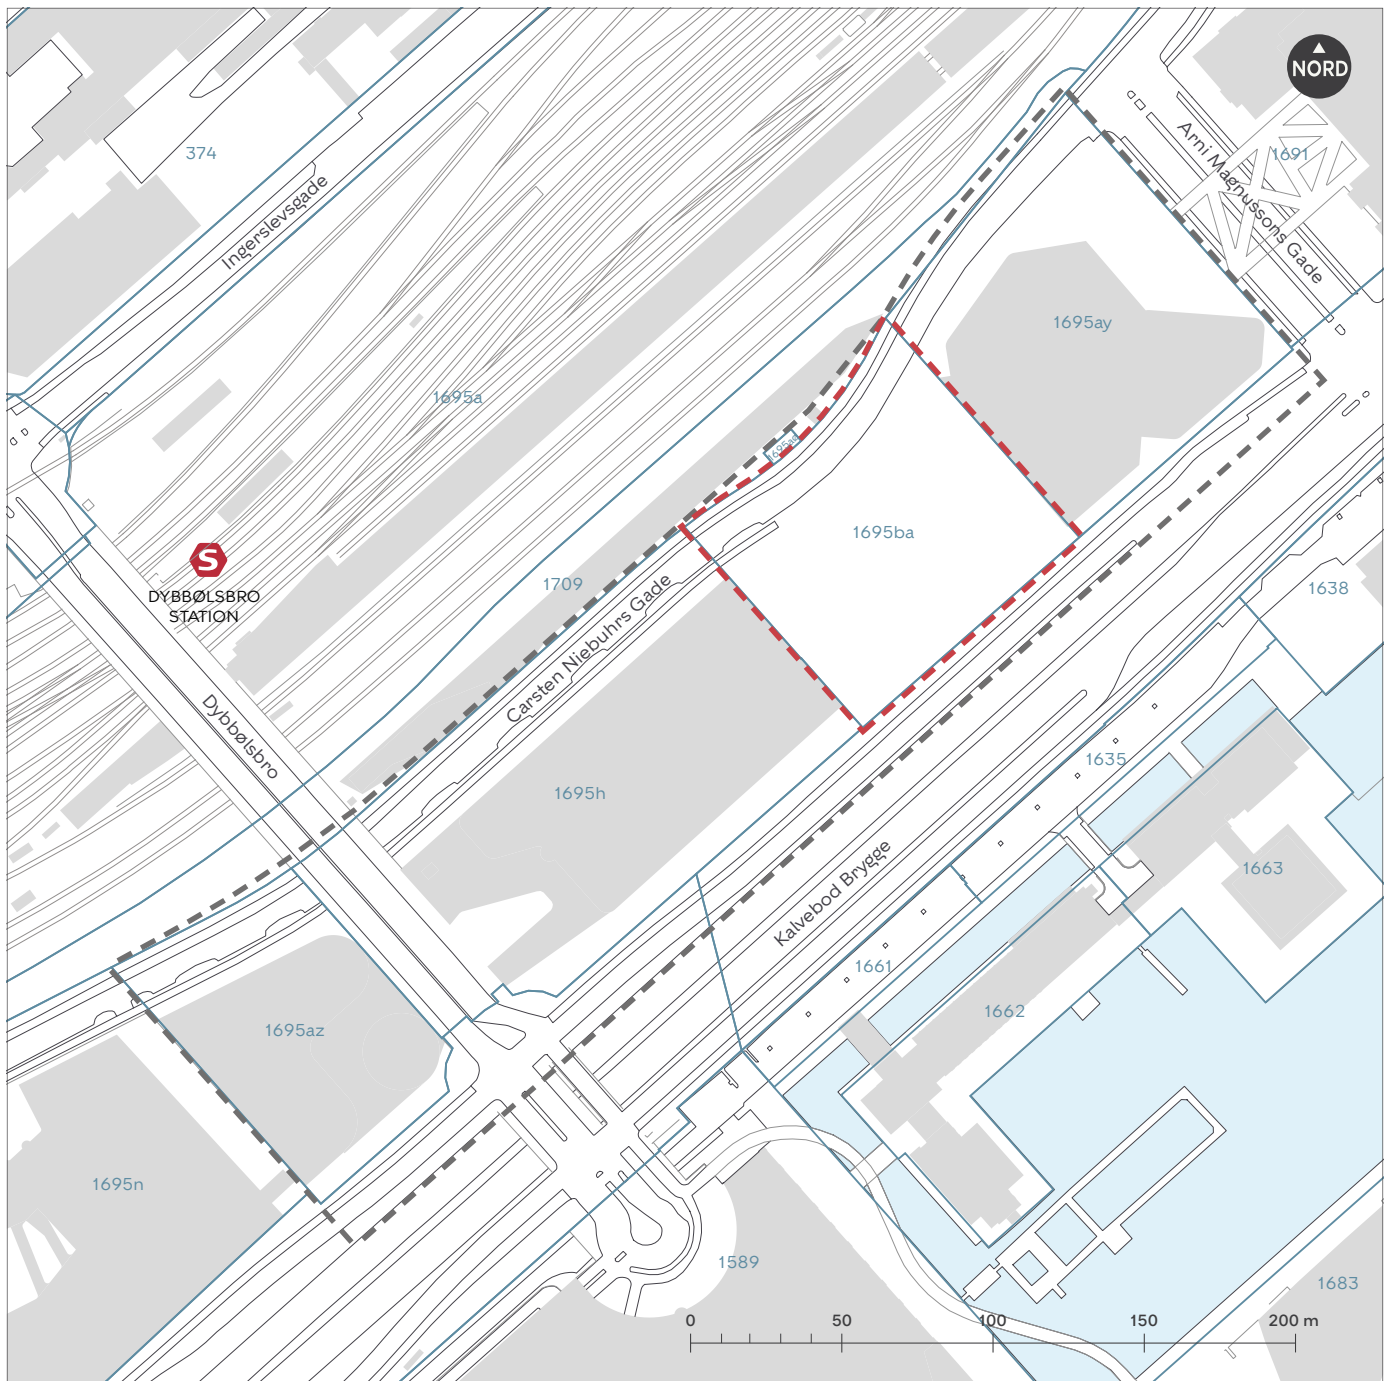 NORD
Arni Magnussons Gade
1691
374
Ingerslevsgade
1695ay
1695a
1695ba
S
DYBBØLSBRO
STATION
1709
1638
Carsten Niebuhrs Gade
Dybbølsbro
1635
1695h
1663
Kalvebod Brygge
1661
1662
1695az
1695n
1589
1683
0 50 100 150 200 m